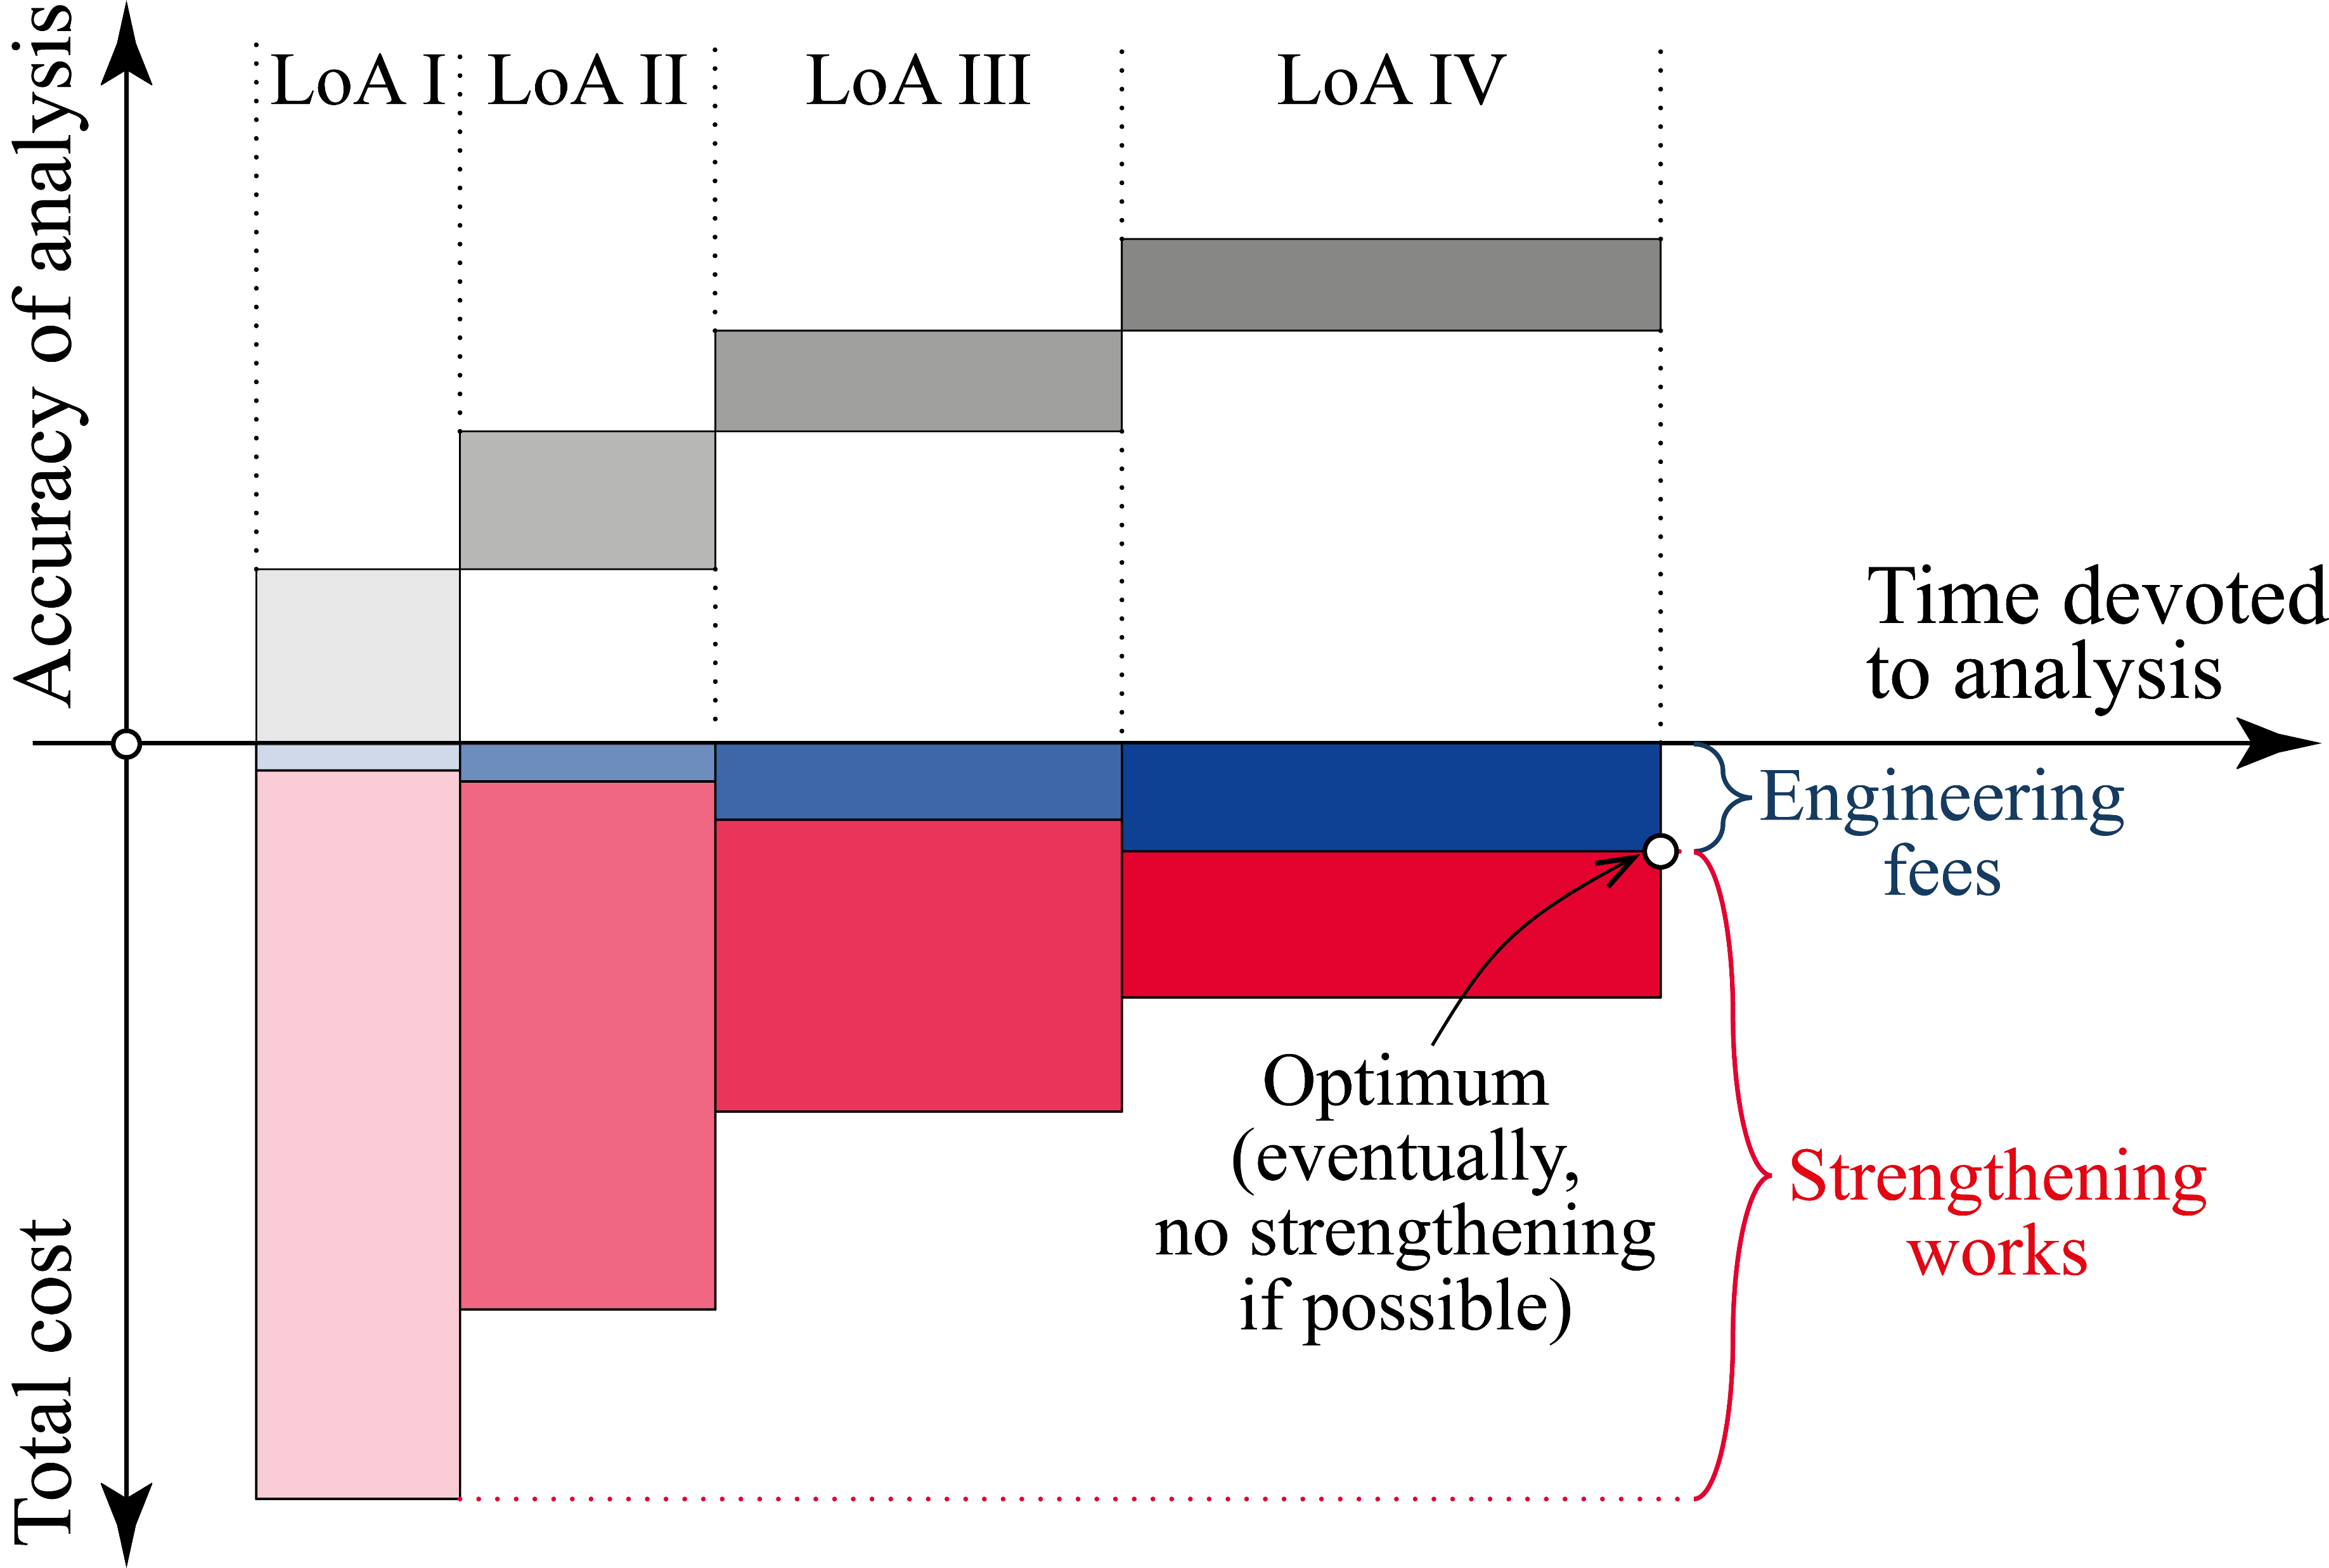 Accuracy of analysis
LoA I
LoA II
LoA III
LoA IV
Time devoted
to analysis
Engineering
fees
Optimum
(eventually,
no strengthening
if possible)
Strengthening
works
Total cost